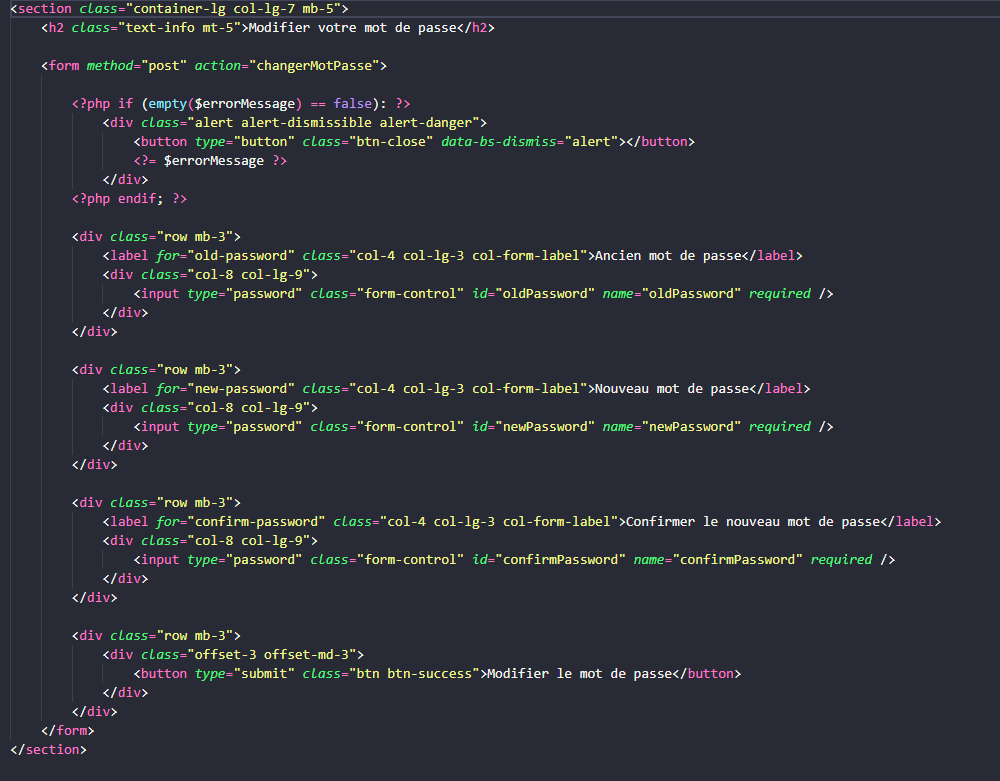 <section class="container-lg col-lg-7 mb-5">
    <h2 class="text-info mt-5">Modifier votre mot de passe</h2>

    <form method="post" action="changerMotPasse">

        <?php if (empty($errorMessage) == false): ?>
            <div class="alert alert-dismissible alert-danger">
                <button type="button" class="btn-close" data-bs-dismiss="alert"></button>
                <?= $errorMessage ?>
            </div>
        <?php endif; ?>

        <div class="row mb-3">
            <label for="old-password" class="col-4 col-lg-3 col-form-label">Ancien mot de passe</label>
            <div class="col-8 col-lg-9">
                <input type="password" class="form-control" id="oldPassword" name="oldPassword" required />
            </div>
        </div>

        <div class="row mb-3">
            <label for="new-password" class="col-4 col-lg-3 col-form-label">Nouveau mot de passe</label>
            <div class="col-8 col-lg-9">
                <input type="password" class="form-control" id="newPassword" name="newPassword" required />
            </div>
        </div>

        <div class="row mb-3">
            <label for="confirm-password" class="col-4 col-lg-3 col-form-label">Confirmer le nouveau mot de passe</label>
            <div class="col-8 col-lg-9">
                <input type="password" class="form-control" id="confirmPassword" name="confirmPassword" required />
            </div>
        </div>

        <div class="row mb-3">
            <div class="offset-3 offset-md-3">
                <button type="submit" class="btn btn-success">Modifier le mot de passe</button>
            </div>
        </div>
    </form>
</section>